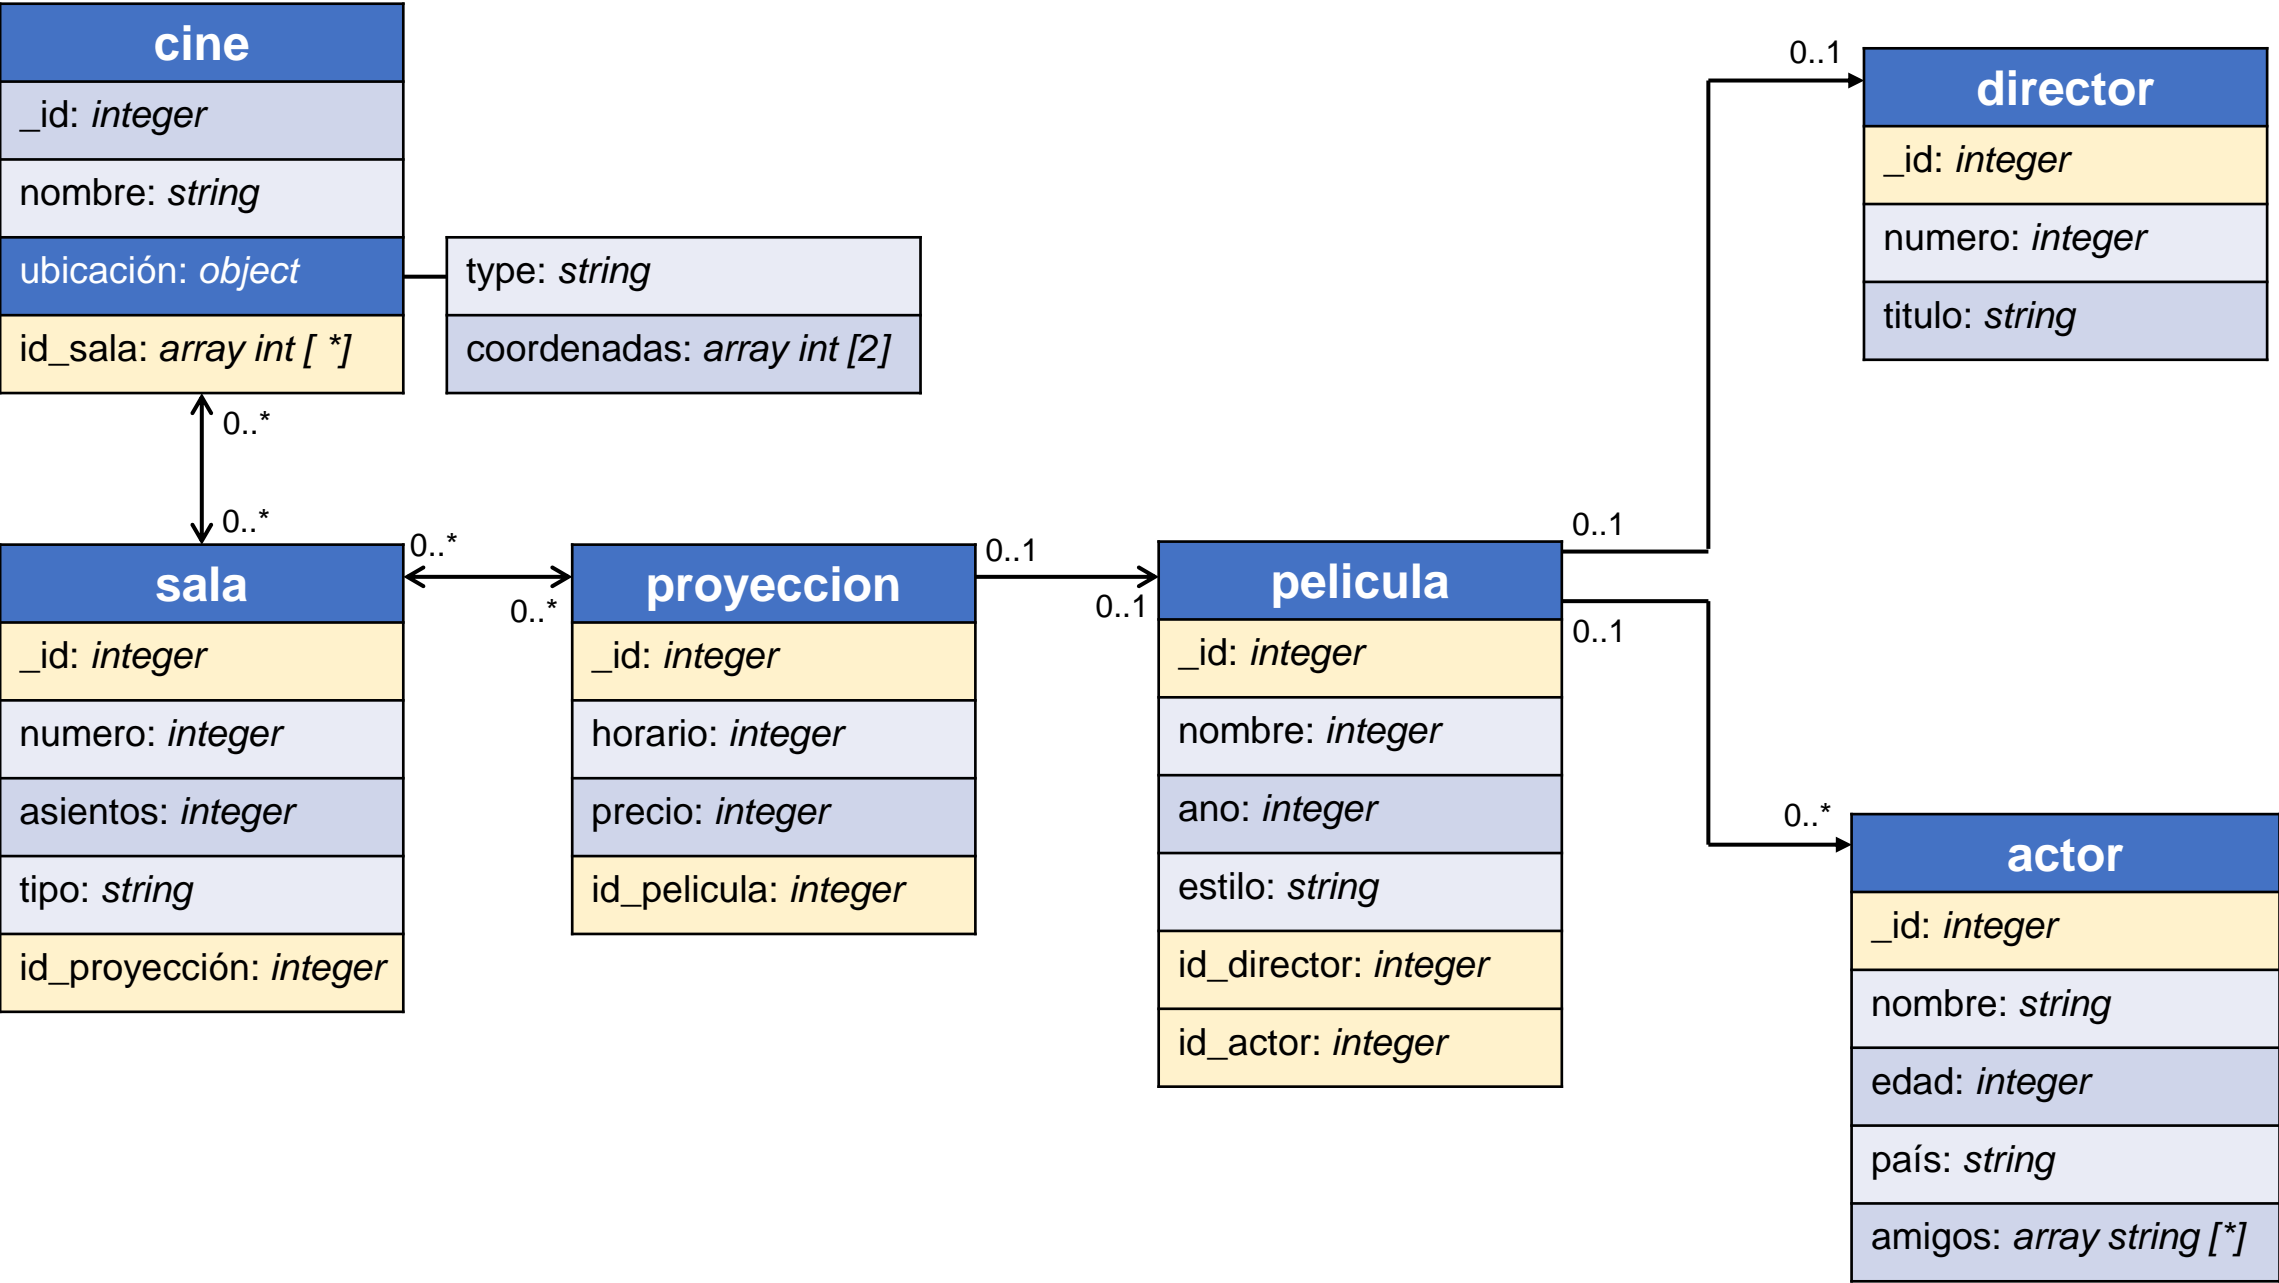 cine
_id: integer
nombre: string
ubicación: object
id_sala: array int [ *]
type: string
coordenadas: array int [2]
0..1
director
_id: integer
numero: integer
titulo: string
0..*
0..*
sala
_id: integer
numero: integer
asientos: integer
tipo: string
id_proyección: integer
0..*
0..*
proyeccion
_id: integer
horario: integer
precio: integer
id_pelicula: integer
0..1
0..1
pelicula
_id: integer
nombre: integer
ano: integer
estilo: string
id_director: integer
id_actor: integer
0..1
0..1
0..*
actor
_id: integer
nombre: string
edad: integer
país: string
amigos: array string [*]